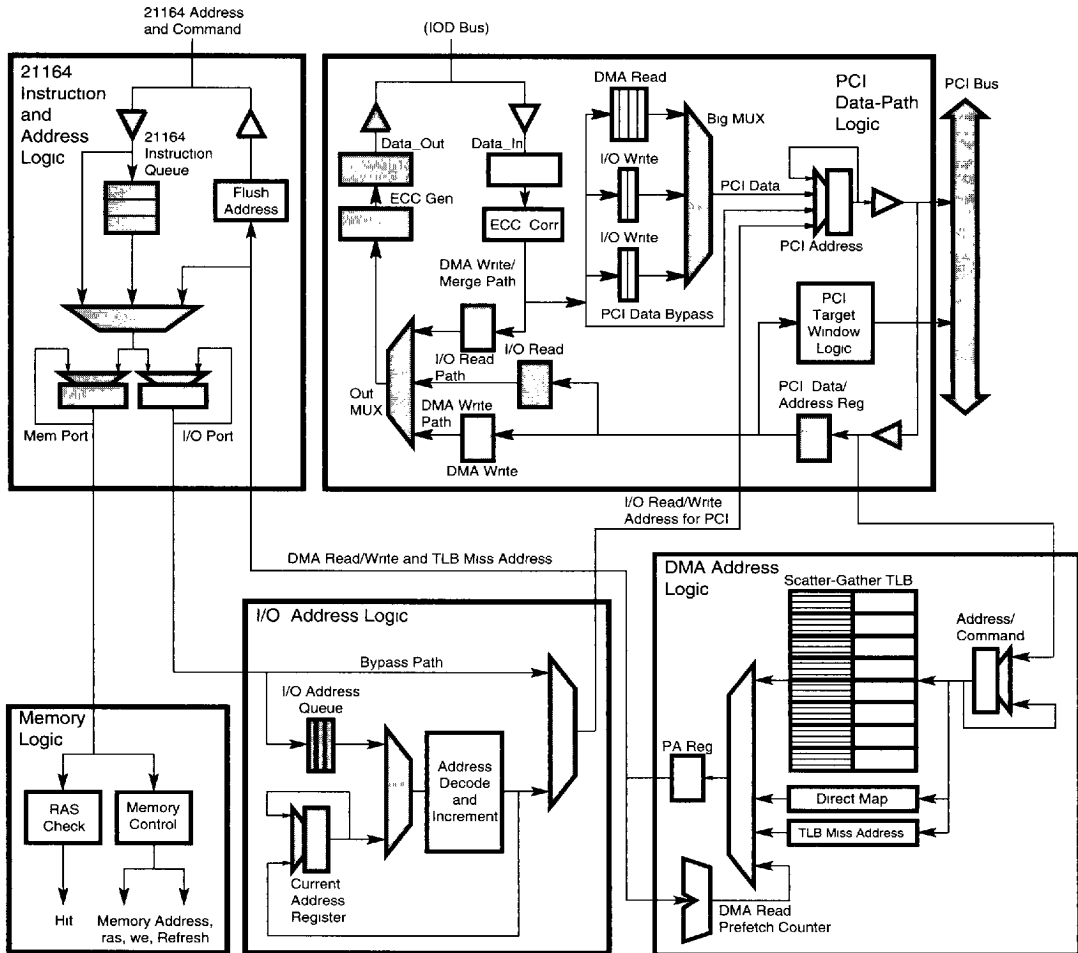 21164 Address
and Command
21164
Instruction
and
Address
Logic
21164
Instruction
Queue
Flush
Address
Mem Port
I/O Port
(IOD Bus)
PCI
Data-Path
Logic
Data_Out
ECC Gen
Data_In
ECC Corr
DMA Read
I/O Write
I/O Write
Big MUX
PCI Data
PCI Address
PCI Bus
DMA Write/
Merge Path
PCI Data Bypass
PCI
Target
Window
Logic
I/O Read
Path
I/O Read
Out
MUX
DMA Write
Path
DMA Write
PCI Data/
Address Reg
I/O Read/Write
Address for PCI
DMA Read/Write and TLB Miss Address
DMA Address
Logic
Scatter-Gather TLB
Address/
Command
PA Reg
Direct Map
TLB Miss Address
DMA Read
Prefetch Counter
I/O Address Logic
Bypass Path
I/O Address
Queue
Address
Decode
and
Increment
Current
Address
Register
Memory
Logic
RAS
Check
Memory
Control
Hit
Memory Address,
ras, we, Refresh